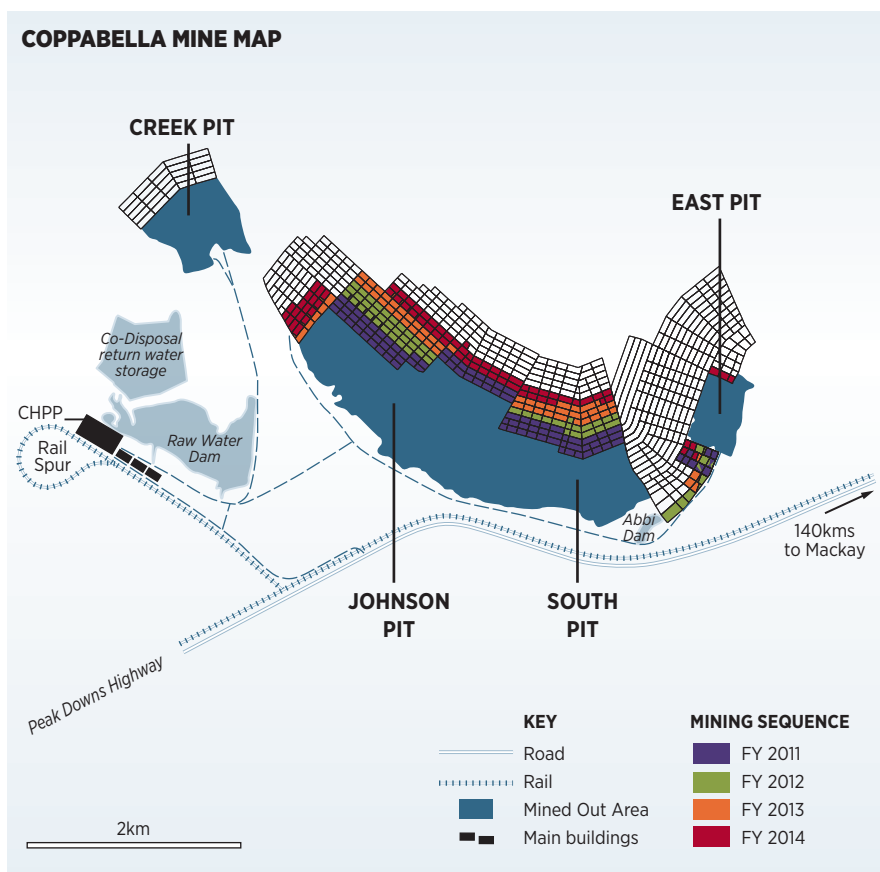 COPPABELLA MINE MAP
CREEK PIT
EAST PIT
Co-Disposal
return water
storage
CHPP
Rail
Spur
Raw Water
Dam
Abbi
Dam
140kms
to Mackay
JOHNSON
PIT
SOUTH
PIT
Peak Downs Highway
KEY
Road
Rail
Mined Out Area
Main buildings
MINING SEQUENCE
FY 2011
FY 2012
FY 2013
FY 2014
2km